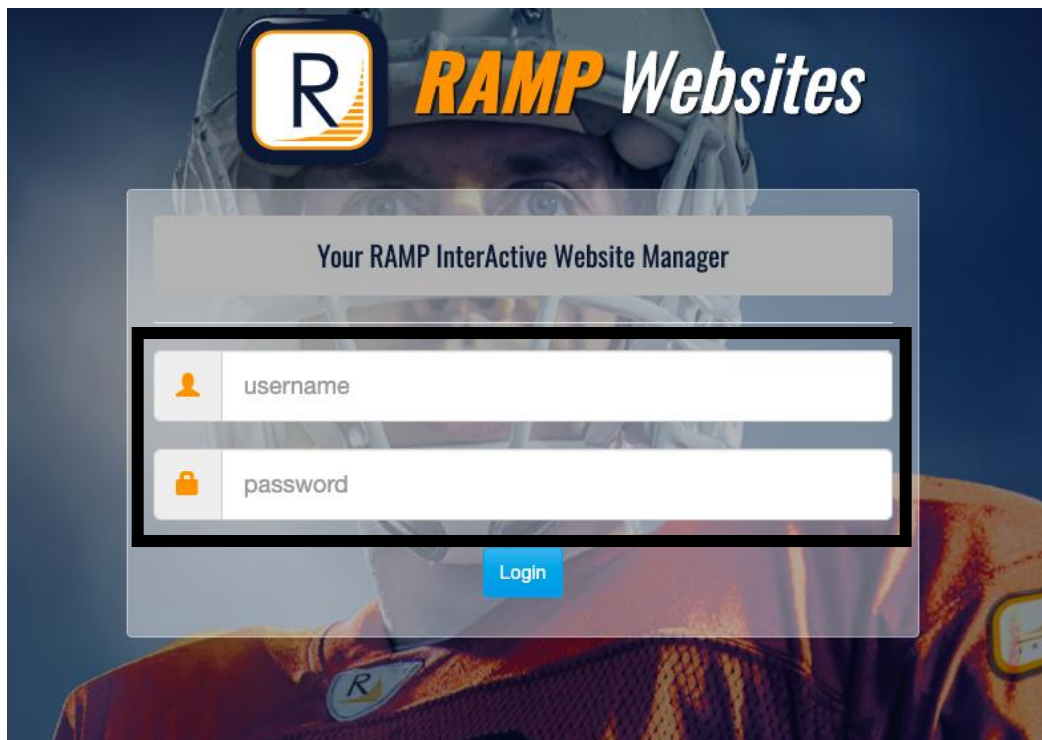 R RAMP Websites
Your RAMP InterActive Website Manager
username
password
Login
R